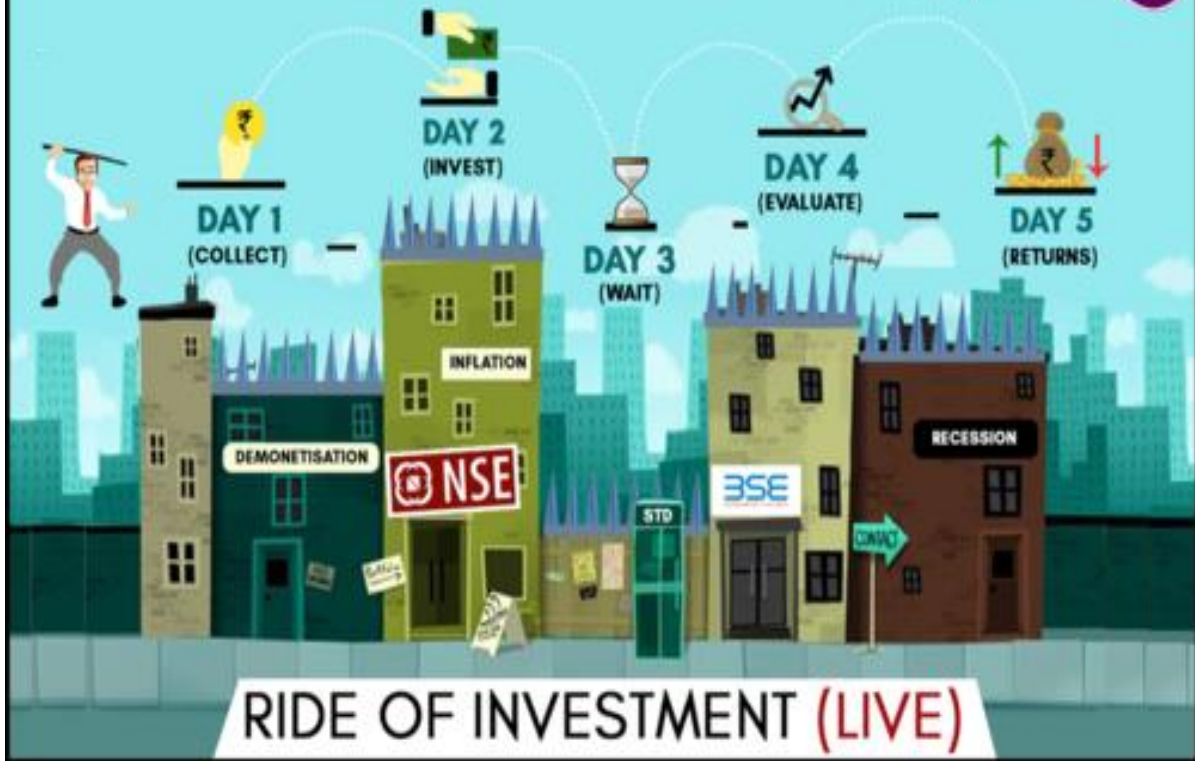 DAY 1
(COLLECT)
DAY 2
(INVEST)
DAY 3
(WAIT)
DAY 4
(EVALUATE)
DAY 5
(RETURNS)
INFLATION
DEMONETISATION
NSE
STD
BSE
CONTACT
RECESSION
RIDE OF INVESTMENT (LIVE)